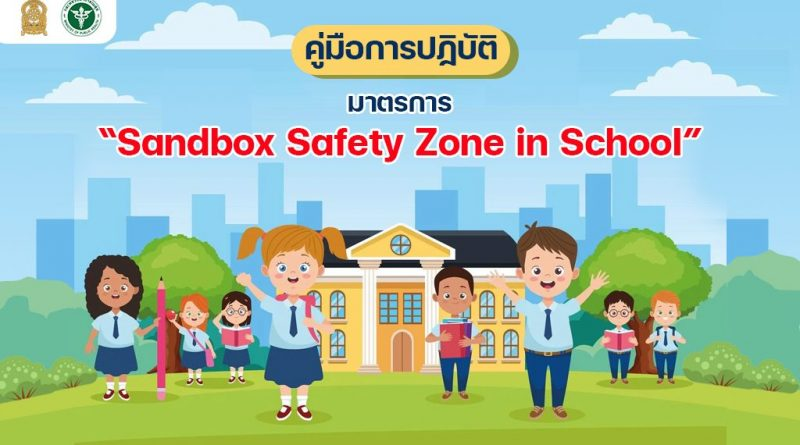 คู่มือการปฏิบัติ
มาตรการ
“Sandbox Safety Zone in School”